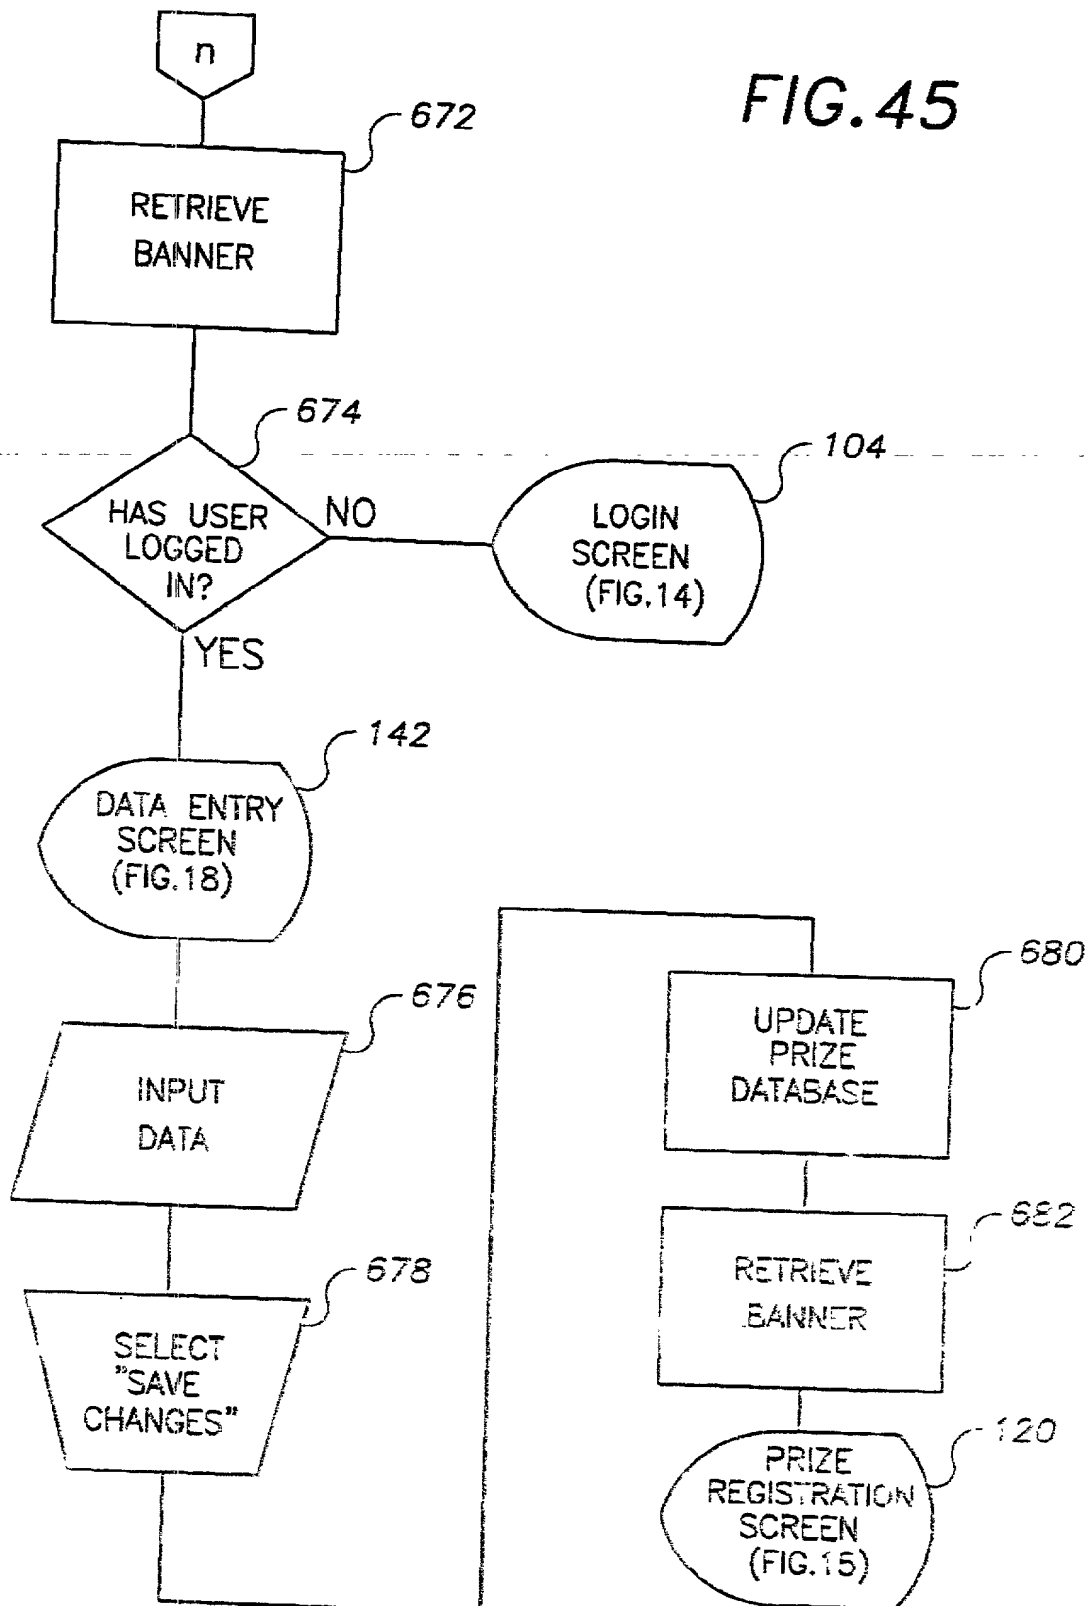 n
FIG.45
672
RETRIEVE
BANNER
674
HAS USER
LOGGED
IN?
NO
104
LOGIN
SCREEN
(FIG.14)
YES
142
DATA ENTRY
SCREEN
(FIG.18)
676
INPUT
DATA
678
SELECT
"SAVE
CHANGES"
680
UPDATE
PRIZE
DATABASE
682
RETRIEVE
BANNER
120
PRIZE
REGISTRATION
SCREEN
(FIG.15)